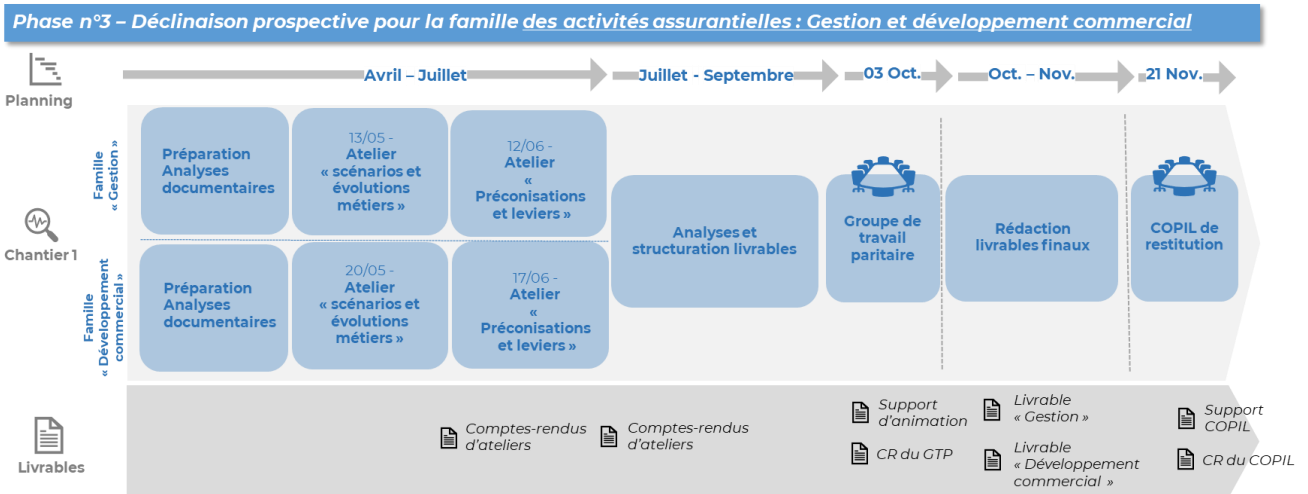 Phase n°3 – Déclinaison prospective pour la famille des activités assurantielles : Gestion et développement commercial
Planning
Avril – Juillet
Juillet - Septembre
03 Oct.
Oct. – Nov.
21 Nov.
Chantier 1
Famille
« Gestion »
Préparation
Analyses
documentaires
13/05 -
Atelier
« scénarios et
évolutions
métiers »
12/06 -
Atelier
«
Préconisations
et leviers »
Famille
« Développement
commercial »
Préparation
Analyses
documentaires
20/05 -
Atelier
« scénarios et
évolutions
métiers »
17/06 -
Atelier
«
Préconisations
et leviers »
Analyses et
structuration livrables
Groupe de
travail
paritaire
Rédaction
livrables finaux
COPIL de
restitution
Livrables
Comptes-rendus
d'ateliers
Comptes-rendus
d'ateliers
Support
d'animation
CR du GTP
Livrable
« Gestion »
Livrable
« Développement
commercial »
Support
COPIL
CR du COPIL